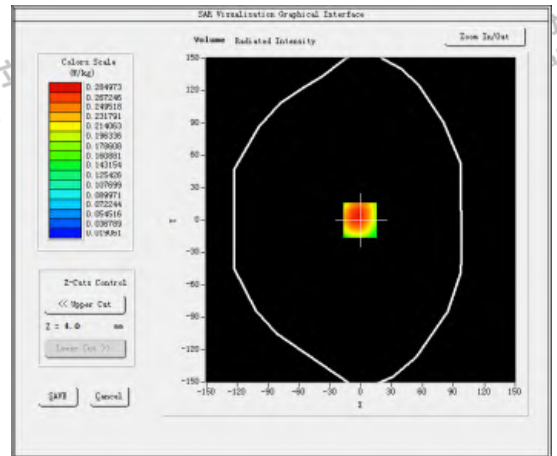 SAR Visualisation Graphical Interface
Volume Radiated Intensity
Zoom In/Out
Colors Scale
(W/kg)
0.284973
0.267246
0.249518
0.231791
0.214063
0.196336
0.178608
0.160881
0.143154
0.125426
0.107699
0.089971
0.072244
0.054516
0.036789
0.019061
150
120
90
60
30
0
-30
-60
-90
-120
-150
Y
-150 -120 -90 -60 -30 0 30 60 90 120 150
X
Z-Cuts Control
<< Upper Cut
Z = 4.0 mm
Lower Cut >>
SAVE
Cancel